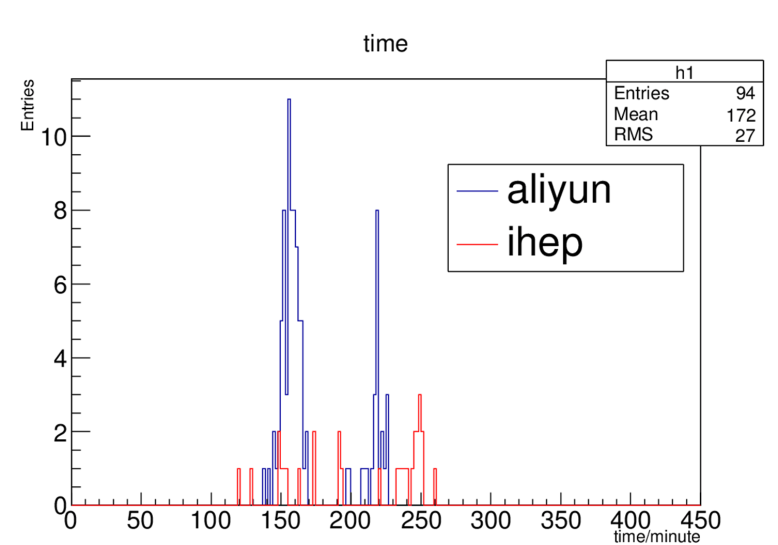 time
h1
Entries 94
Mean 172
RMS 27
Entries
10
8
6
4
2
0
aliyun
ihep
0 50 100 150 200 250 300 350 400 450
time/minute